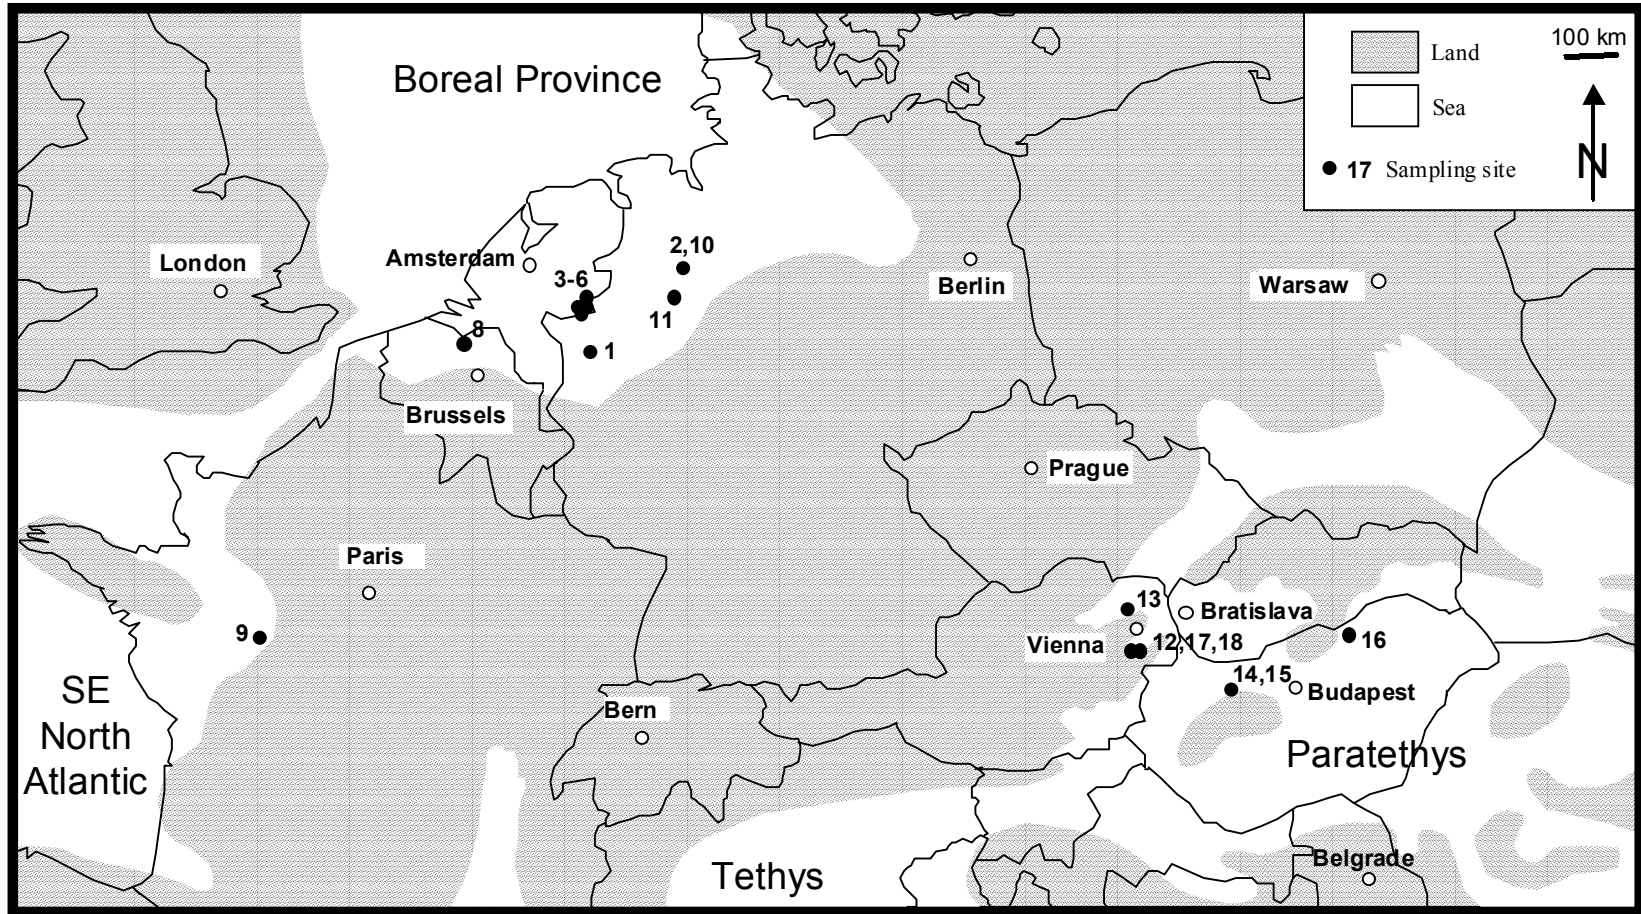 Boreal Province
100 km
Land
Sea
N
17 Sampling site
London
Amsterdam
2,10
3-6
Berlin
Warsaw
11
8
1
Brussels
Prague
Paris
13
Bratislava
9
Vienna
12,17,18
16
14,15
Budapest
SE
North
Atlantic
Bern
Paratethys
Belgrade
Tethys